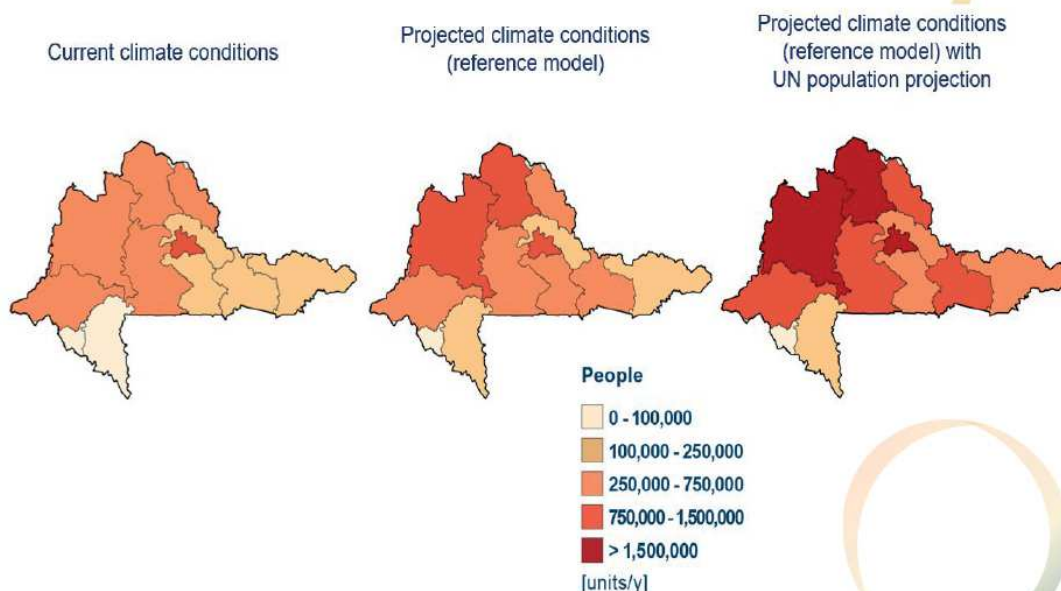 Current climate conditions
Projected climate conditions
(reference model)
Projected climate conditions
(reference model) with
UN population projection
People
0 - 100,000
100,000 - 250,000
250,000 - 750,000
750,000 - 1,500,000
> 1,500,000
[units/y]